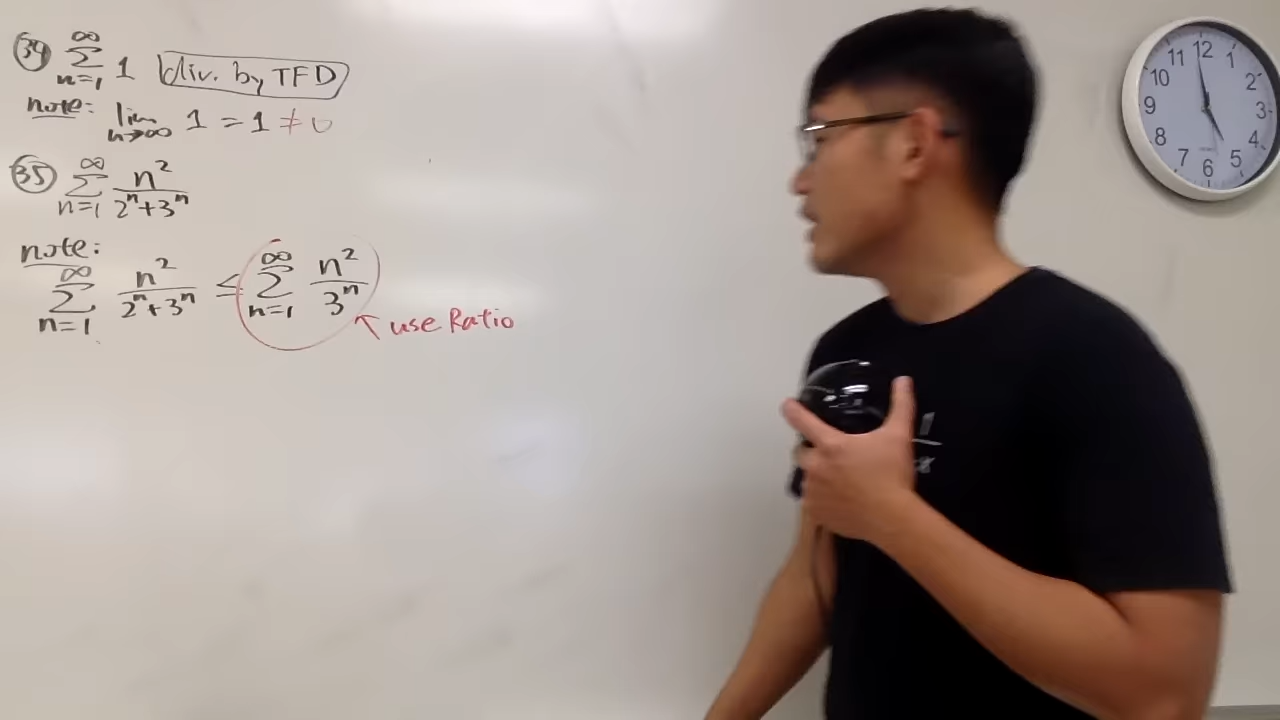 (34) ∞ Σ n=1 1 div. by TFD
note: lim n→∞ 1 = 1 ≠ 0
(35) ∞ Σ n=1 n² / 2ⁿ+3ⁿ
note:
∞ Σ n=1 n² / 2ⁿ+3ⁿ ≤ ∞ Σ n=1 n² / 3ⁿ ↖ use Ratio
12
11 1
10 2
9 3
8 4
7 5
6